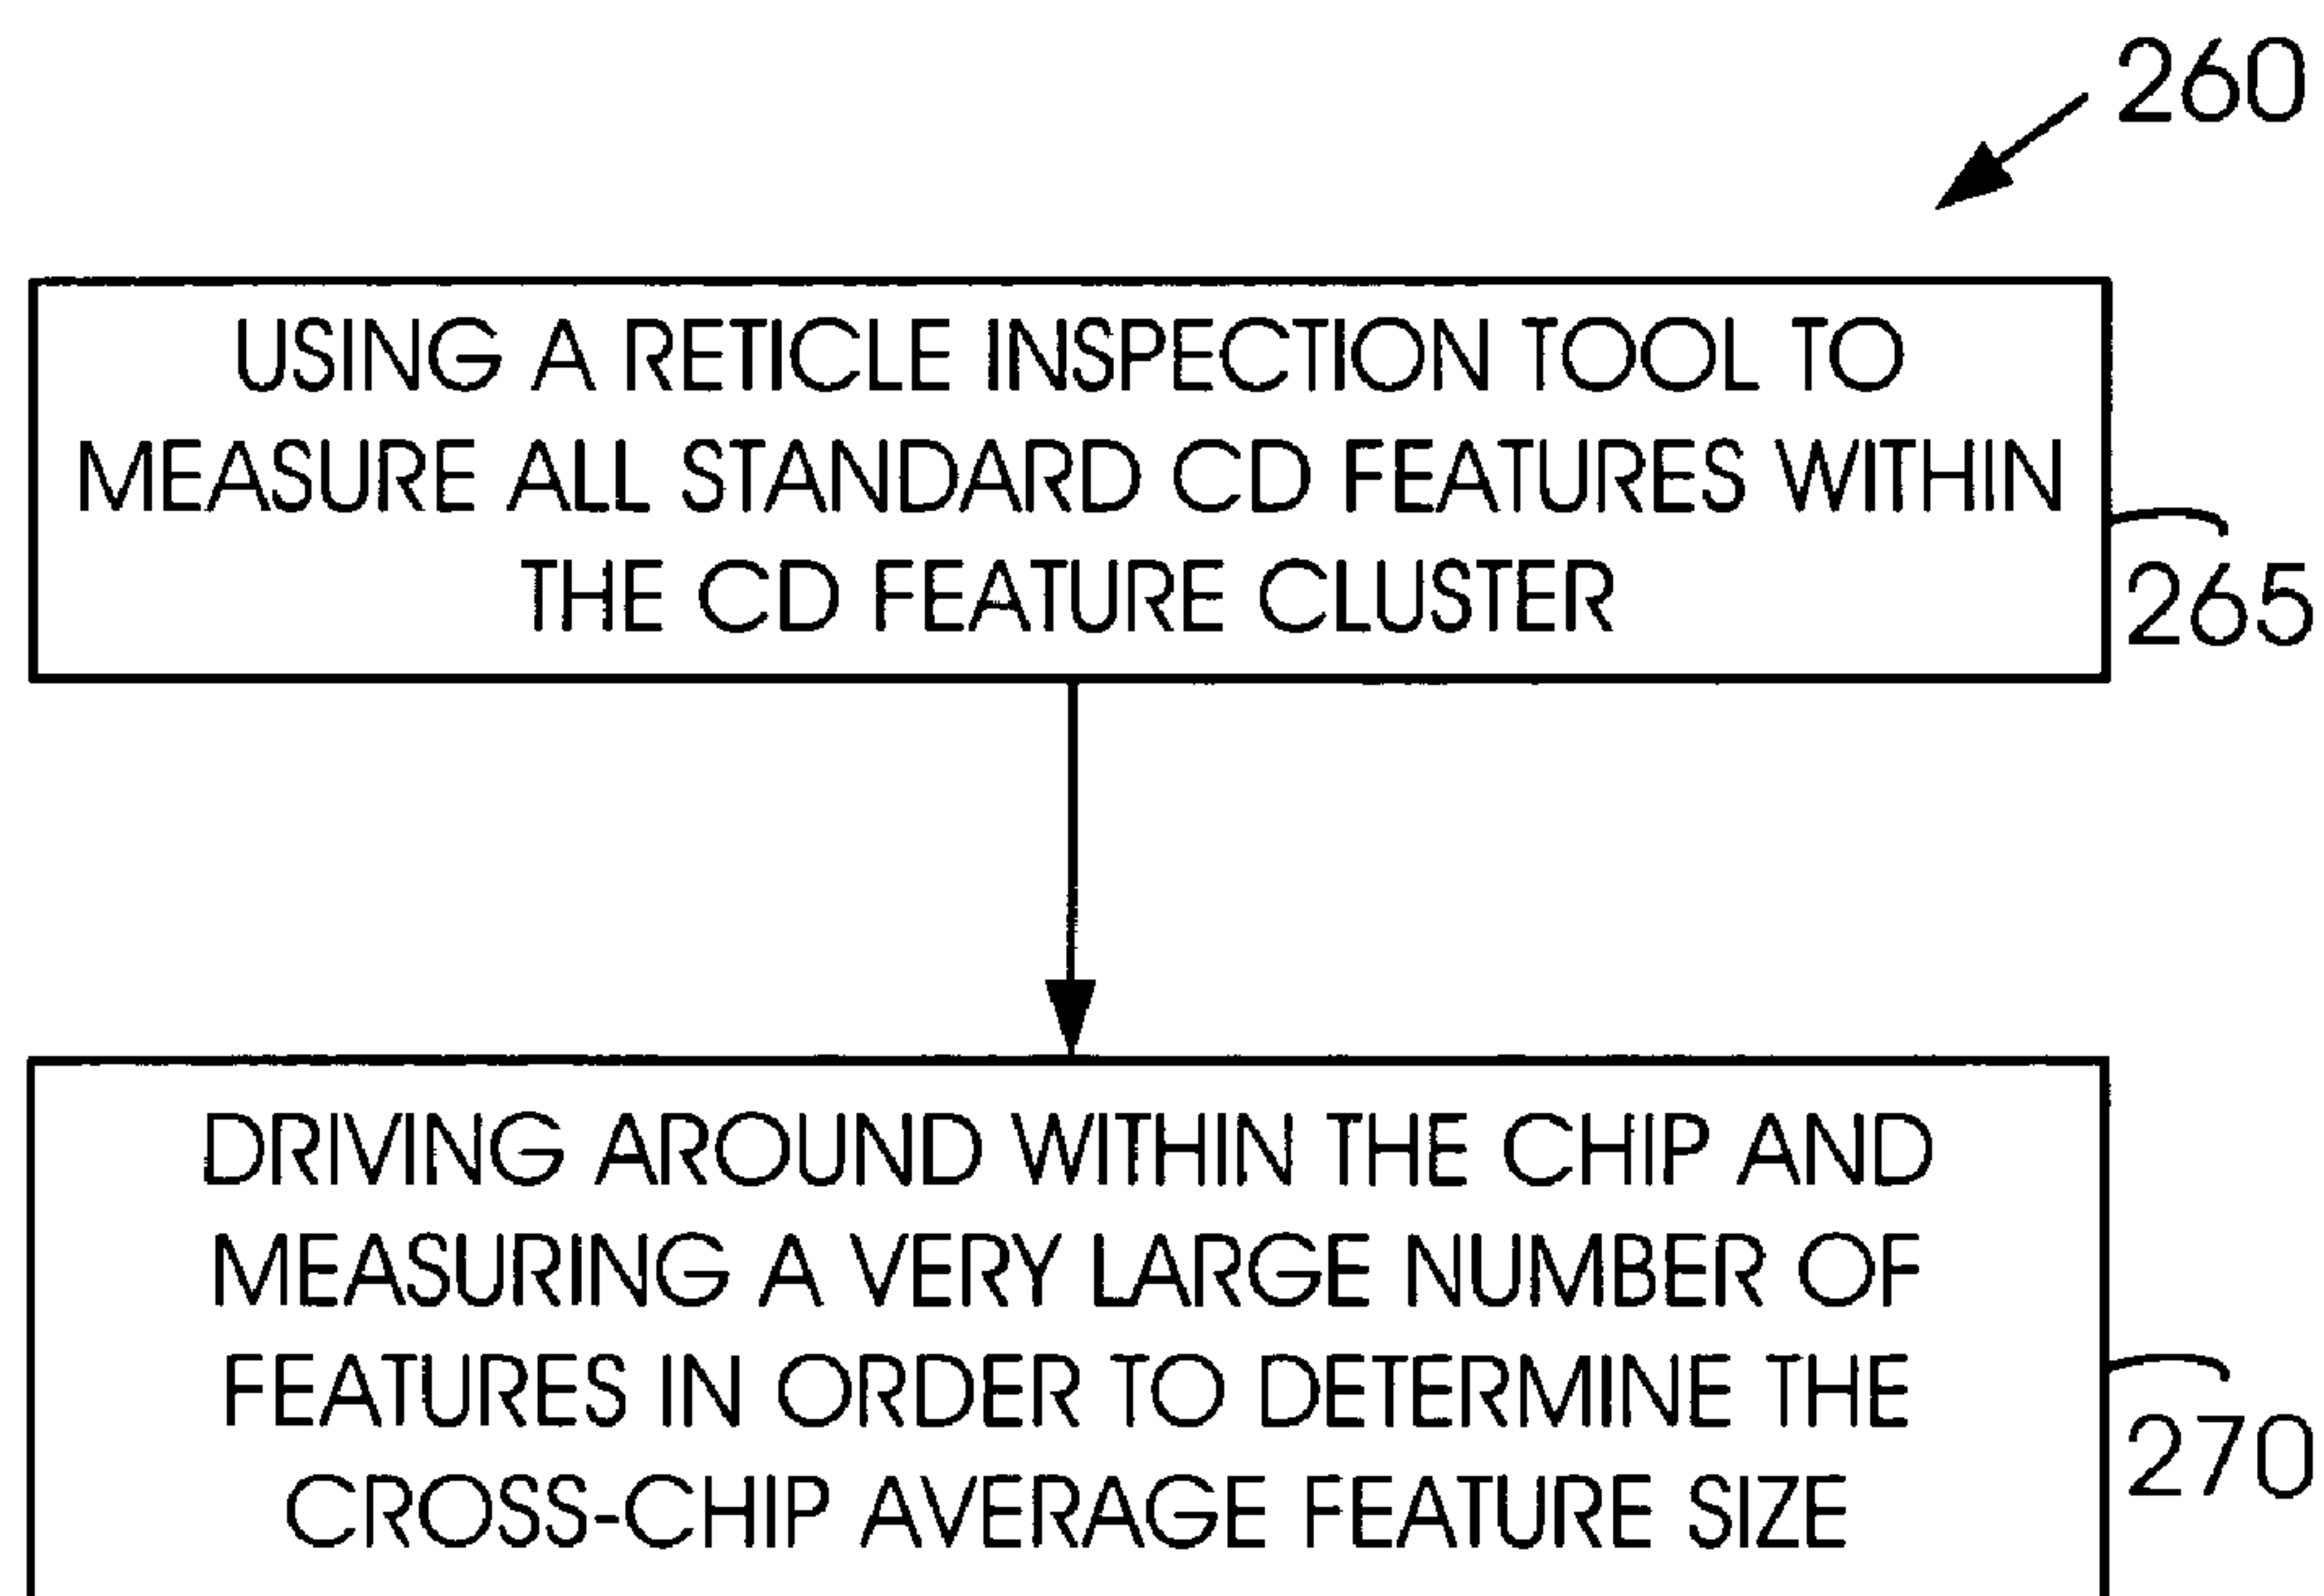 260
USING A RETICLE INSPECTION TOOL TO
MEASURE ALL STANDARD CD FEATURES WITHIN
THE CD FEATURE CLUSTER
265
DRIVING AROUND WITHIN THE CHIP AND
MEASURING A VERY LARGE NUMBER OF
FEATURES IN ORDER TO DETERMINE THE
CROSS-CHIP AVERAGE FEATURE SIZE
270